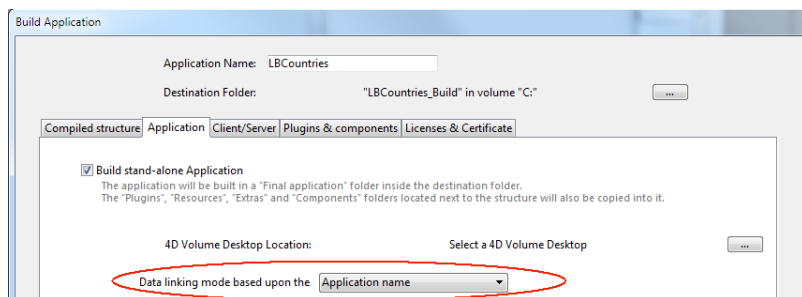 Build Application
Application Name: LBCountries
Destination Folder: "LBCountries_Build" in volume "C:" ...
Compiled structure Application Client/Server Plugins & components Licenses & Certificate
Build stand-alone Application
The application will be built in a "Final application" folder inside the destination folder.
The "Plugins", "Resources", "Extras" and "Components" folders located next to the structure will also be copied into it.
4D Volume Desktop Location: Select a 4D Volume Desktop ...
Data linking mode based upon the Application name